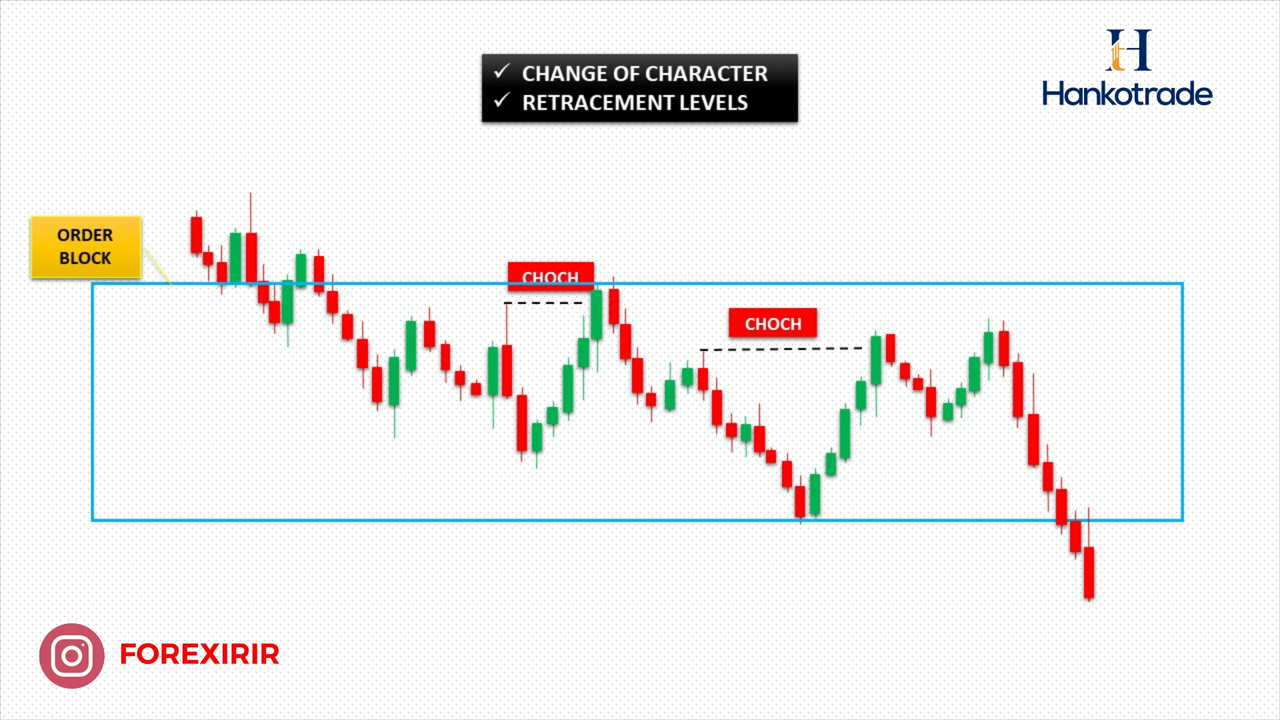 CHANGE OF CHARACTER
RETRACEMENT LEVELS
Hankotrade
ORDER
BLOCK
CHOCH
CHOCH
FOREXIRIR